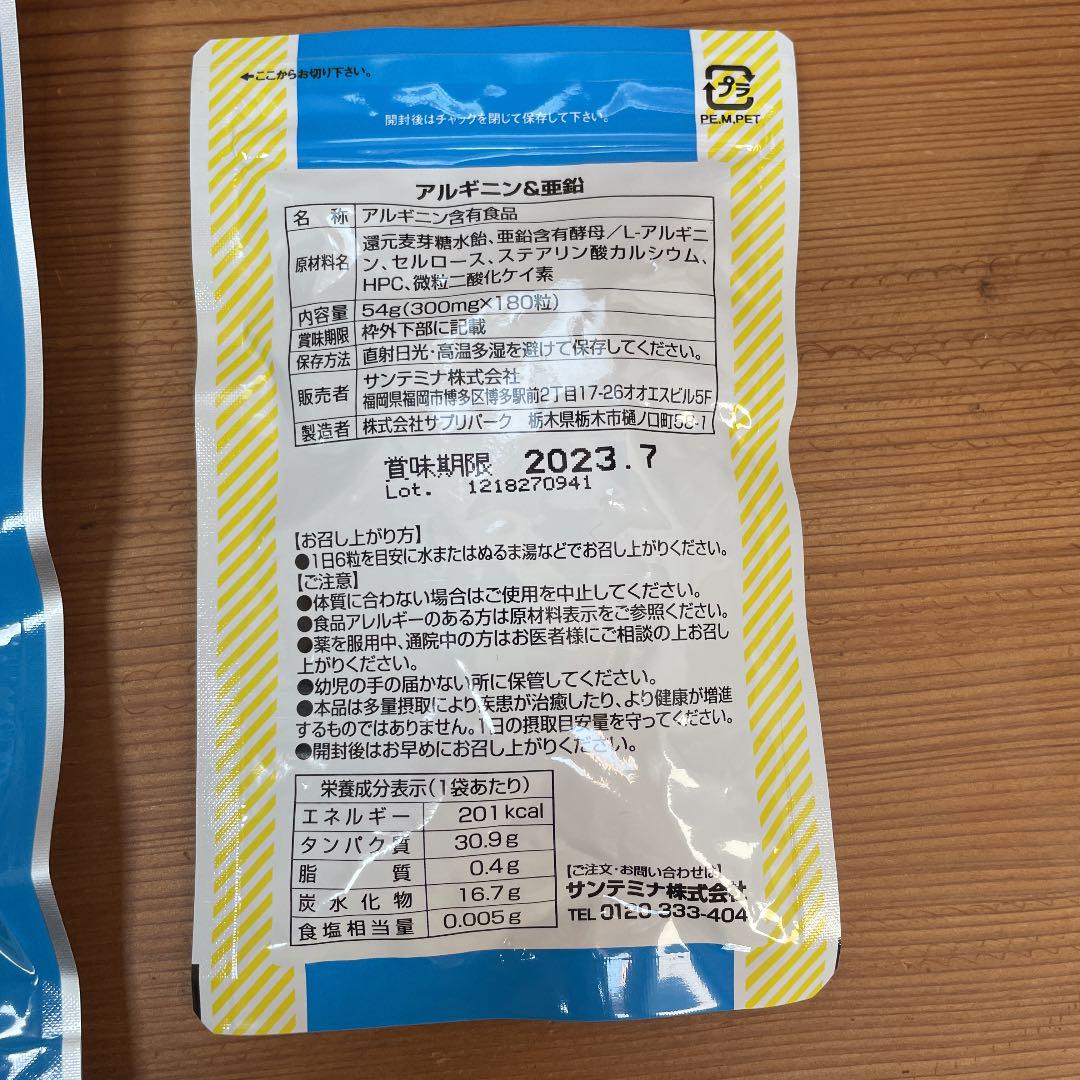 ←ここからお切り下さい。
プラ
PE.M.PET
開封後はチャックを閉じて保存して下さい。
アルギニン&亜鉛
名 称 アルギニン含有食品
原材料名 還元麦芽糖水飴、亜鉛含有酵母／L-アルギニ
ン、セルロース、ステアリン酸カルシウム、
HPC、微粒二酸化ケイ素
内容量 54g(300mg×180粒)
賞味期限 枠外下部に記載
保存方法 直射日光・高温多湿を避けて保存してください。
販売者 サンテミナ株式会社
福岡県福岡市博多区博多駅前2丁目17-26オオエスビル5F
製造者 株式会社サプリパーク 栃木県栃木市樋ノ口町58-1
賞味期限 2023.7
Lot. 1218270941
【お召し上がり方】
●1日6粒を目安に水またはぬるま湯などでお召し上がりください。
【ご注意】
●体質に合わない場合はご使用を中止してください。
●食品アレルギーのある方は原材料表示をご参照ください。
●薬を服用中、通院中の方はお医者様にご相談の上お召し
上がりください。
●幼児の手の届かない所に保管してください。
●本品は多量摂取により疾患が治癒したり、より健康が増進
するものではありません。1日の摂取目安量を守ってください。
●開封後はお早めにお召し上がりください。
栄養成分表示(1袋あたり)
エネルギー 201kcal
タンパク質 30.9g
脂 質 0.4g
炭水化物 16.7g
食塩相当量 0.005g
【ご注文・お問い合わせは】
サンテミナ株式会社
TEL 0120-333-404